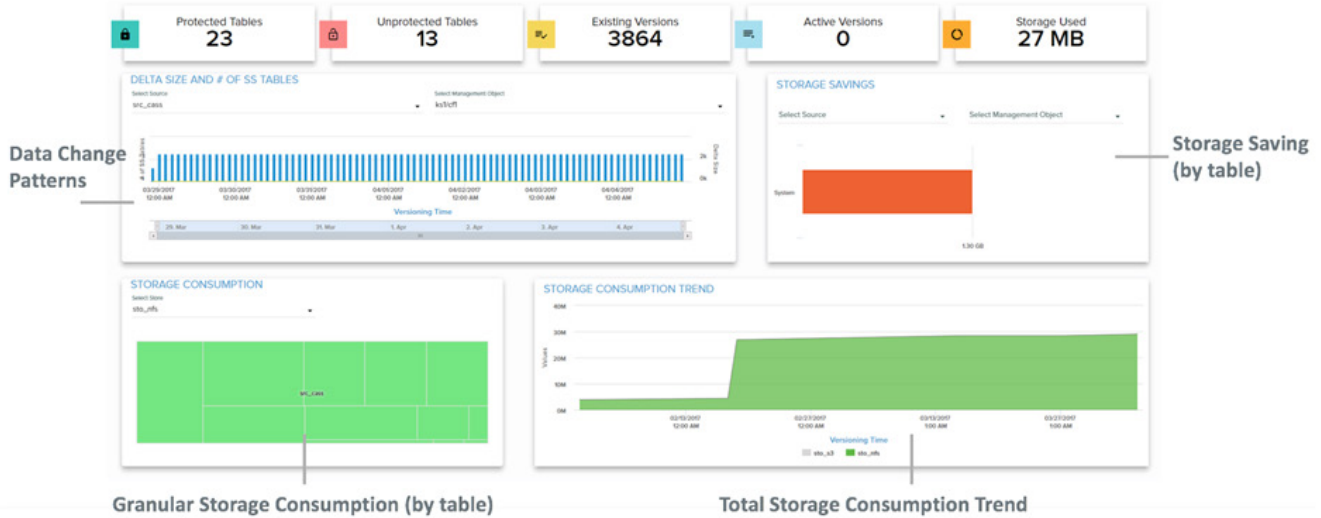 Protected Tables
23
Unprotected Tables
13
Existing Versions
3864
Active Versions
0
Storage Used
27 MB
DELTA SIZE AND # OF SS TABLES
Select Source
src_cass
Select Management Object
ks1/cf1
# of SS Tables
2k
0k
Delta Size
03/29/2017
12:00 AM
03/30/2017
12:00 AM
03/31/2017
12:00 AM
04/01/2017
12:00 AM
04/02/2017
12:00 AM
04/03/2017
12:00 AM
04/04/2017
12:00 AM
Versioning Time
29. Mar
30. Mar
31. Mar
1. Apr
2. Apr
3. Apr
4. Apr
STORAGE SAVINGS
Select Source
Select Management Object
System
1.30 GB
Data Change
Patterns
Storage Saving
(by table)
STORAGE CONSUMPTION
Select Store
sto_nfs
src_cass
STORAGE CONSUMPTION TREND
40M
30M
20M
10M
0M
Values
02/13/2017
12:00 AM
02/27/2017
12:00 AM
03/13/2017
1:00 AM
03/27/2017
1:00 AM
Versioning Time
sto_s3
sto_nfs
Granular Storage Consumption (by table)
Total Storage Consumption Trend